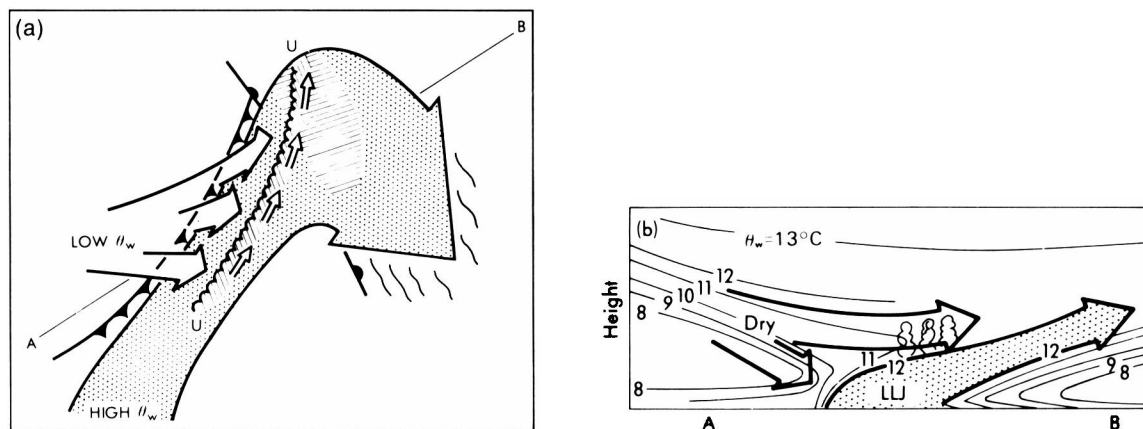 (a)
B
U
LOW θw
A
U
HIGH θw
(b)
θw = 13°C
12
11
10
9
8
Dry
11
12
12
9
8
LLJ
8
Height
A
B